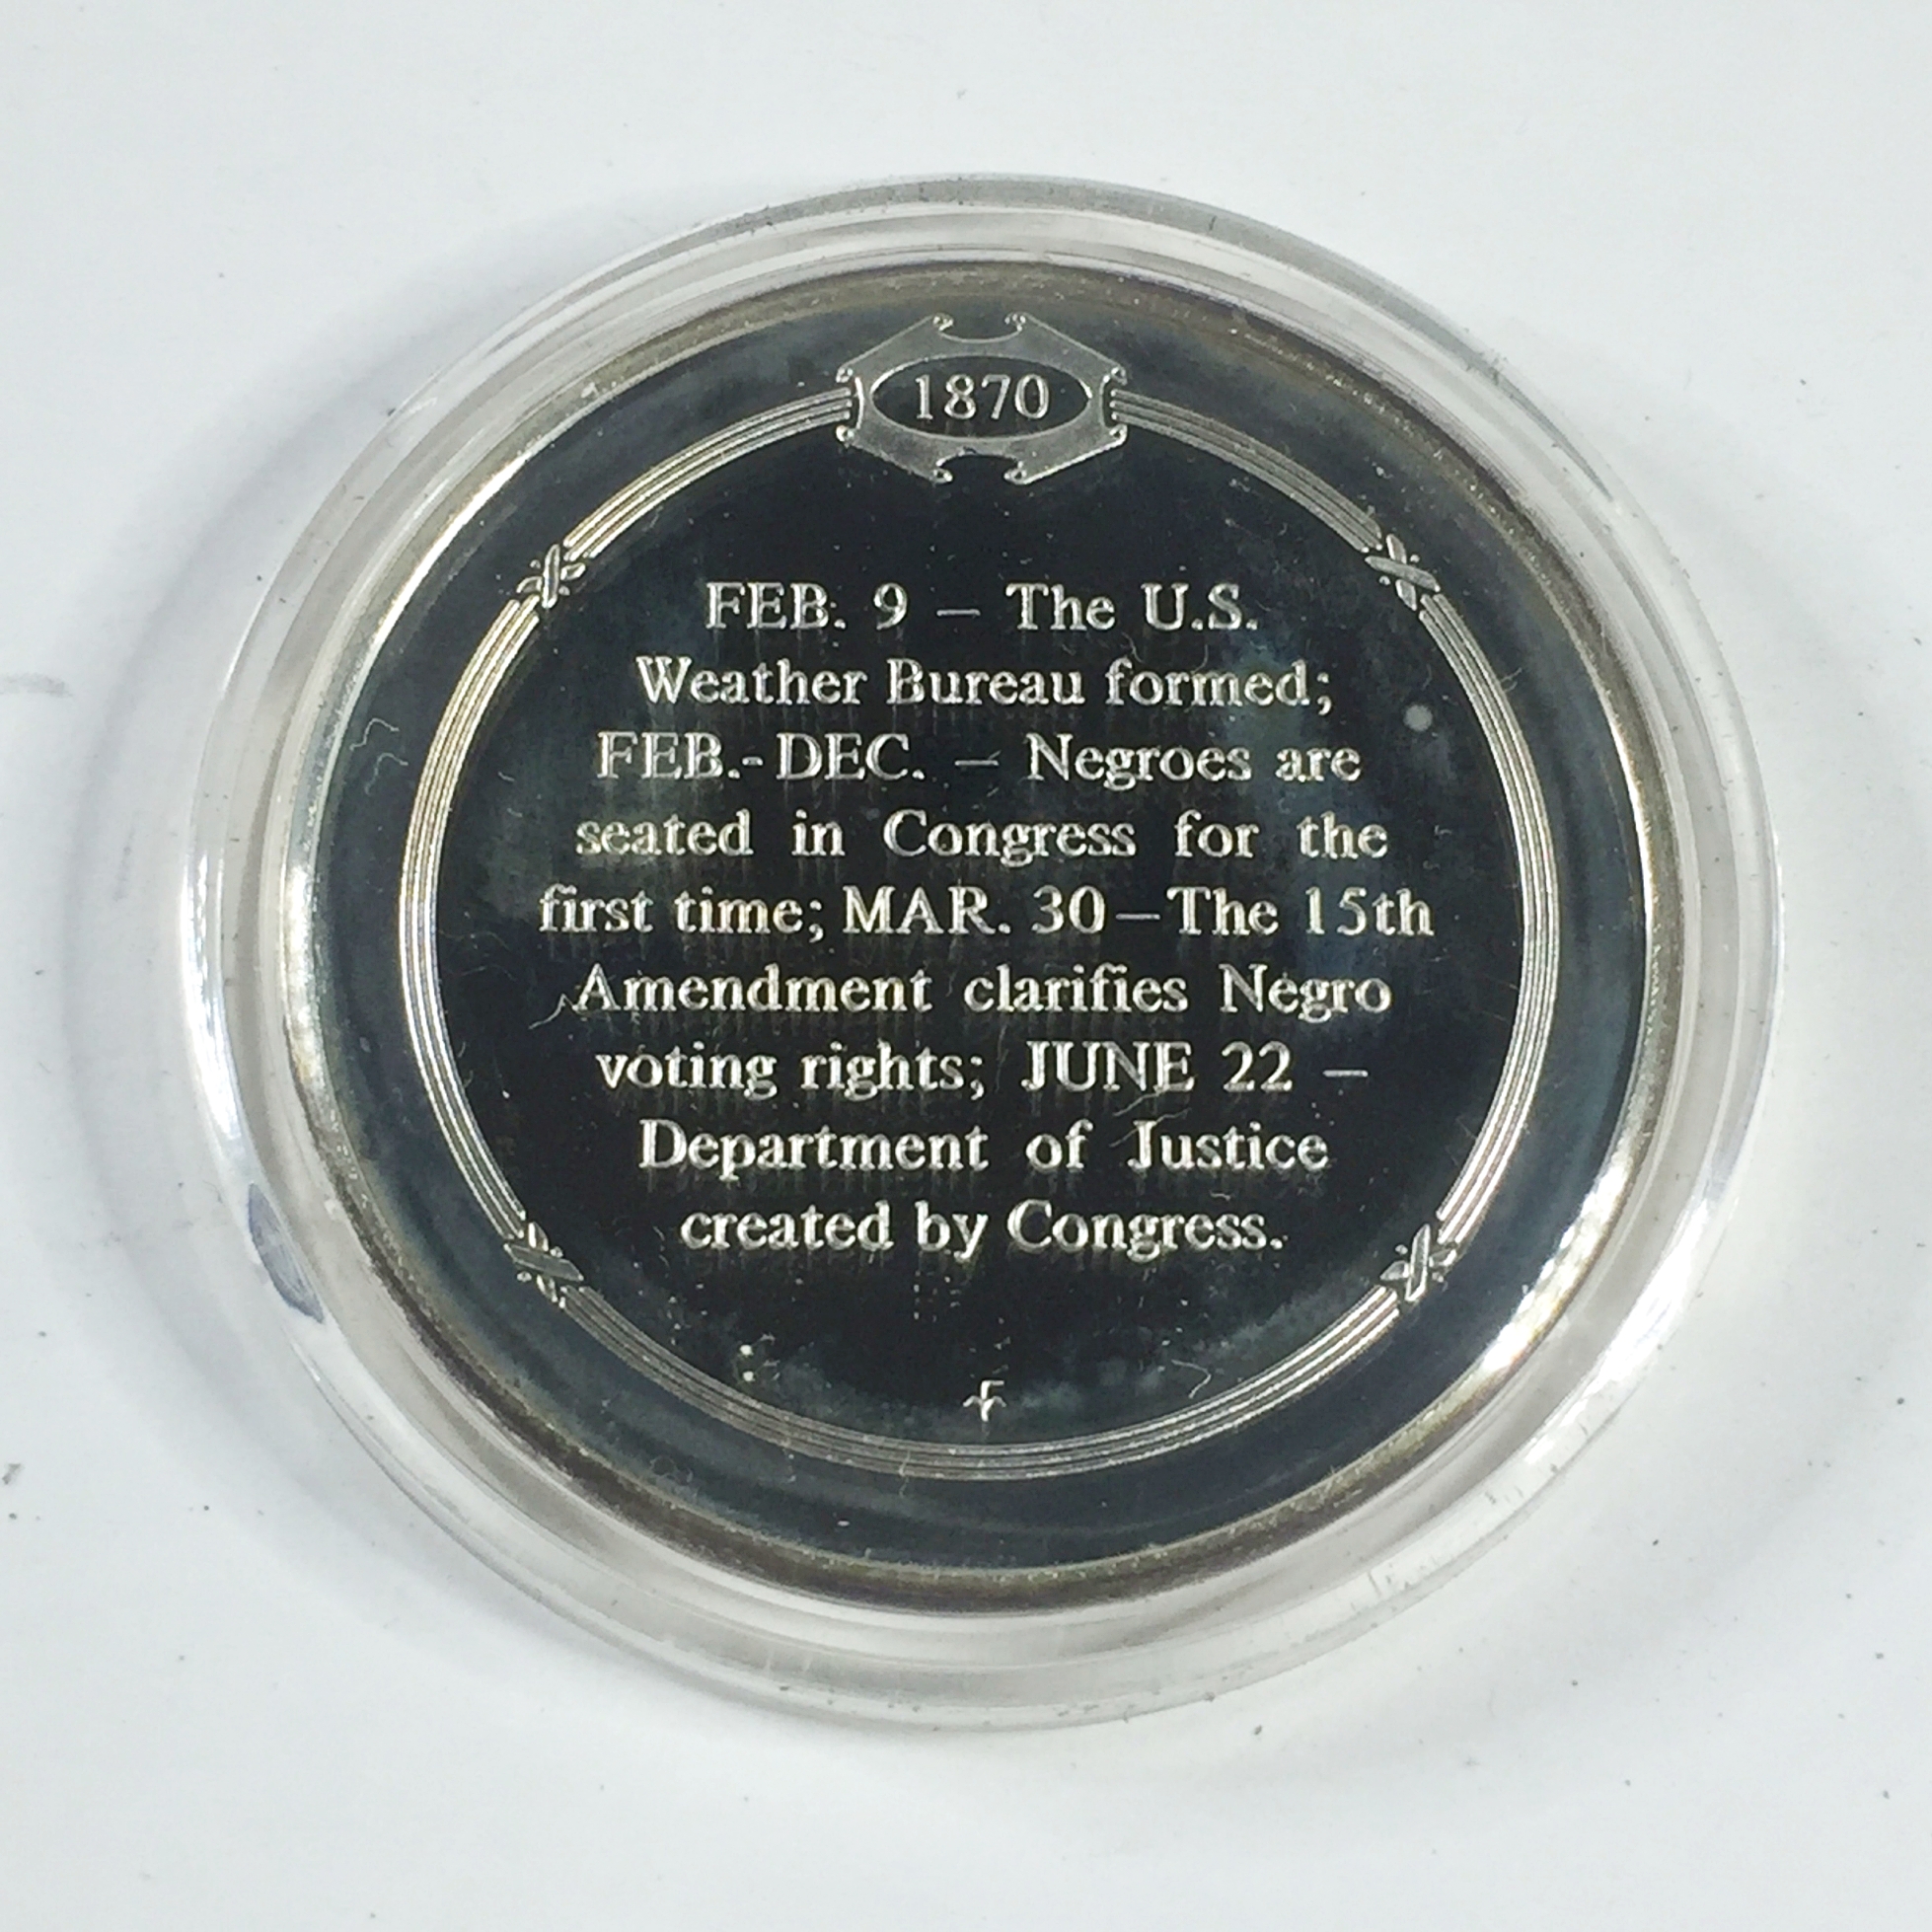 1870
FEB. 9 – The U.S.
Weather Bureau formed;
FEB.-DEC. – Negroes are
seated in Congress for the
first time; MAR. 30 – The 15th
Amendment clarifies Negro
voting rights; JUNE 22 –
Department of Justice
created by Congress.
F